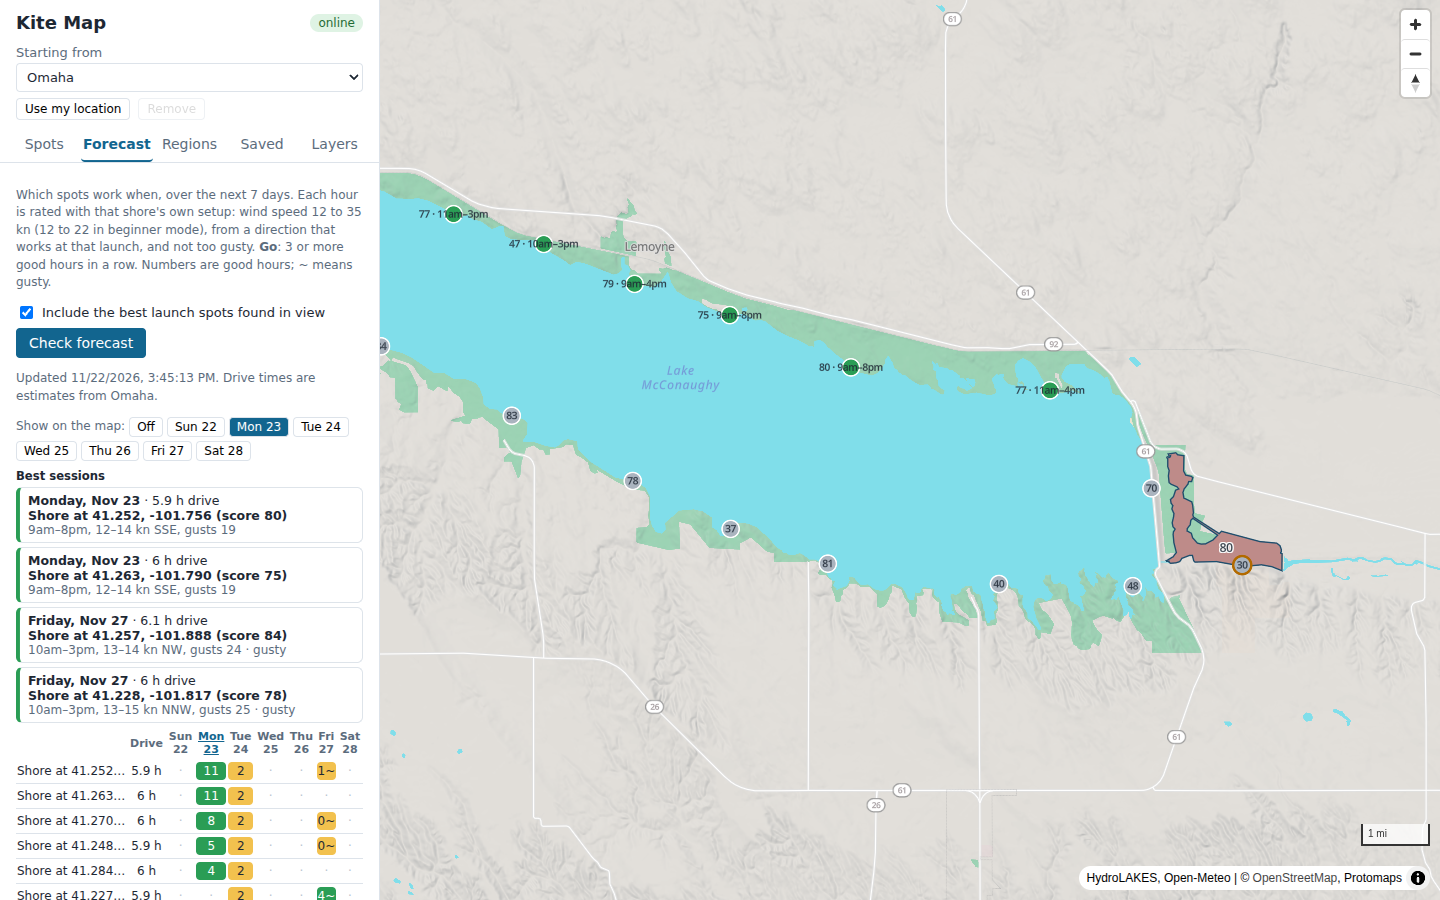 Kite Map
online
Starting from
Omaha
Use my location
Remove
Spots
Forecast
Regions
Saved
Layers
Which spots work when, over the next 7 days. Each hour
is rated with that shore's own setup: wind speed 12 to 35
kn (12 to 22 in beginner mode), from a direction that
works at that launch, and not too gusty. Go: 3 or more
good hours in a row. Numbers are good hours; ~ means
gusty.
Include the best launch spots found in view
Check forecast
Updated 11/22/2026, 3:45:13 PM. Drive times are
estimates from Omaha.
Show on the map: Off Sun 22 Mon 23 Tue 24
Wed 25 Thu 26 Fri 27 Sat 28
Best sessions
Monday, Nov 23 · 5.9 h drive
Shore at 41.252, -101.756 (score 80)
9am–8pm, 12–14 kn SSE, gusts 19
Monday, Nov 23 · 6 h drive
Shore at 41.263, -101.790 (score 75)
9am–8pm, 12–14 kn SSE, gusts 19
Friday, Nov 27 · 6.1 h drive
Shore at 41.257, -101.888 (score 84)
10am–3pm, 13–14 kn NW, gusts 24 · gusty
Friday, Nov 27 · 6 h drive
Shore at 41.228, -101.817 (score 78)
10am–3pm, 13–15 kn NNW, gusts 25 · gusty
Drive Sun 22 Mon 23 Tue 24 Wed 25 Thu 26 Fri 27 Sat 28
Shore at 41.252… 5.9 h · 11 2 · · 1~ ·
Shore at 41.263… 6 h · 11 2 · · · ·
Shore at 41.270… 6 h · 8 2 · · 0~ ·
Shore at 41.248… 5.9 h · 5 2 · · 0~ ·
Shore at 41.284… 6 h · 4 2 · · · ·
Shore at 41.227… 5.9 h · · 2 · · 4~ ·
61
77 · 11am–3pm
47 · 10am–3pm
Lemoyne
79 · 9am–4pm
61
75 · 9am–8pm
92
80 · 9am–8pm
Lake
McConaughy
77 · 11am–4pm
83
61
78
70
37
80
81
30
40
48
26
61
61
26
1 mi
HydroLAKES, Open-Meteo | © OpenStreetMap, Protomaps